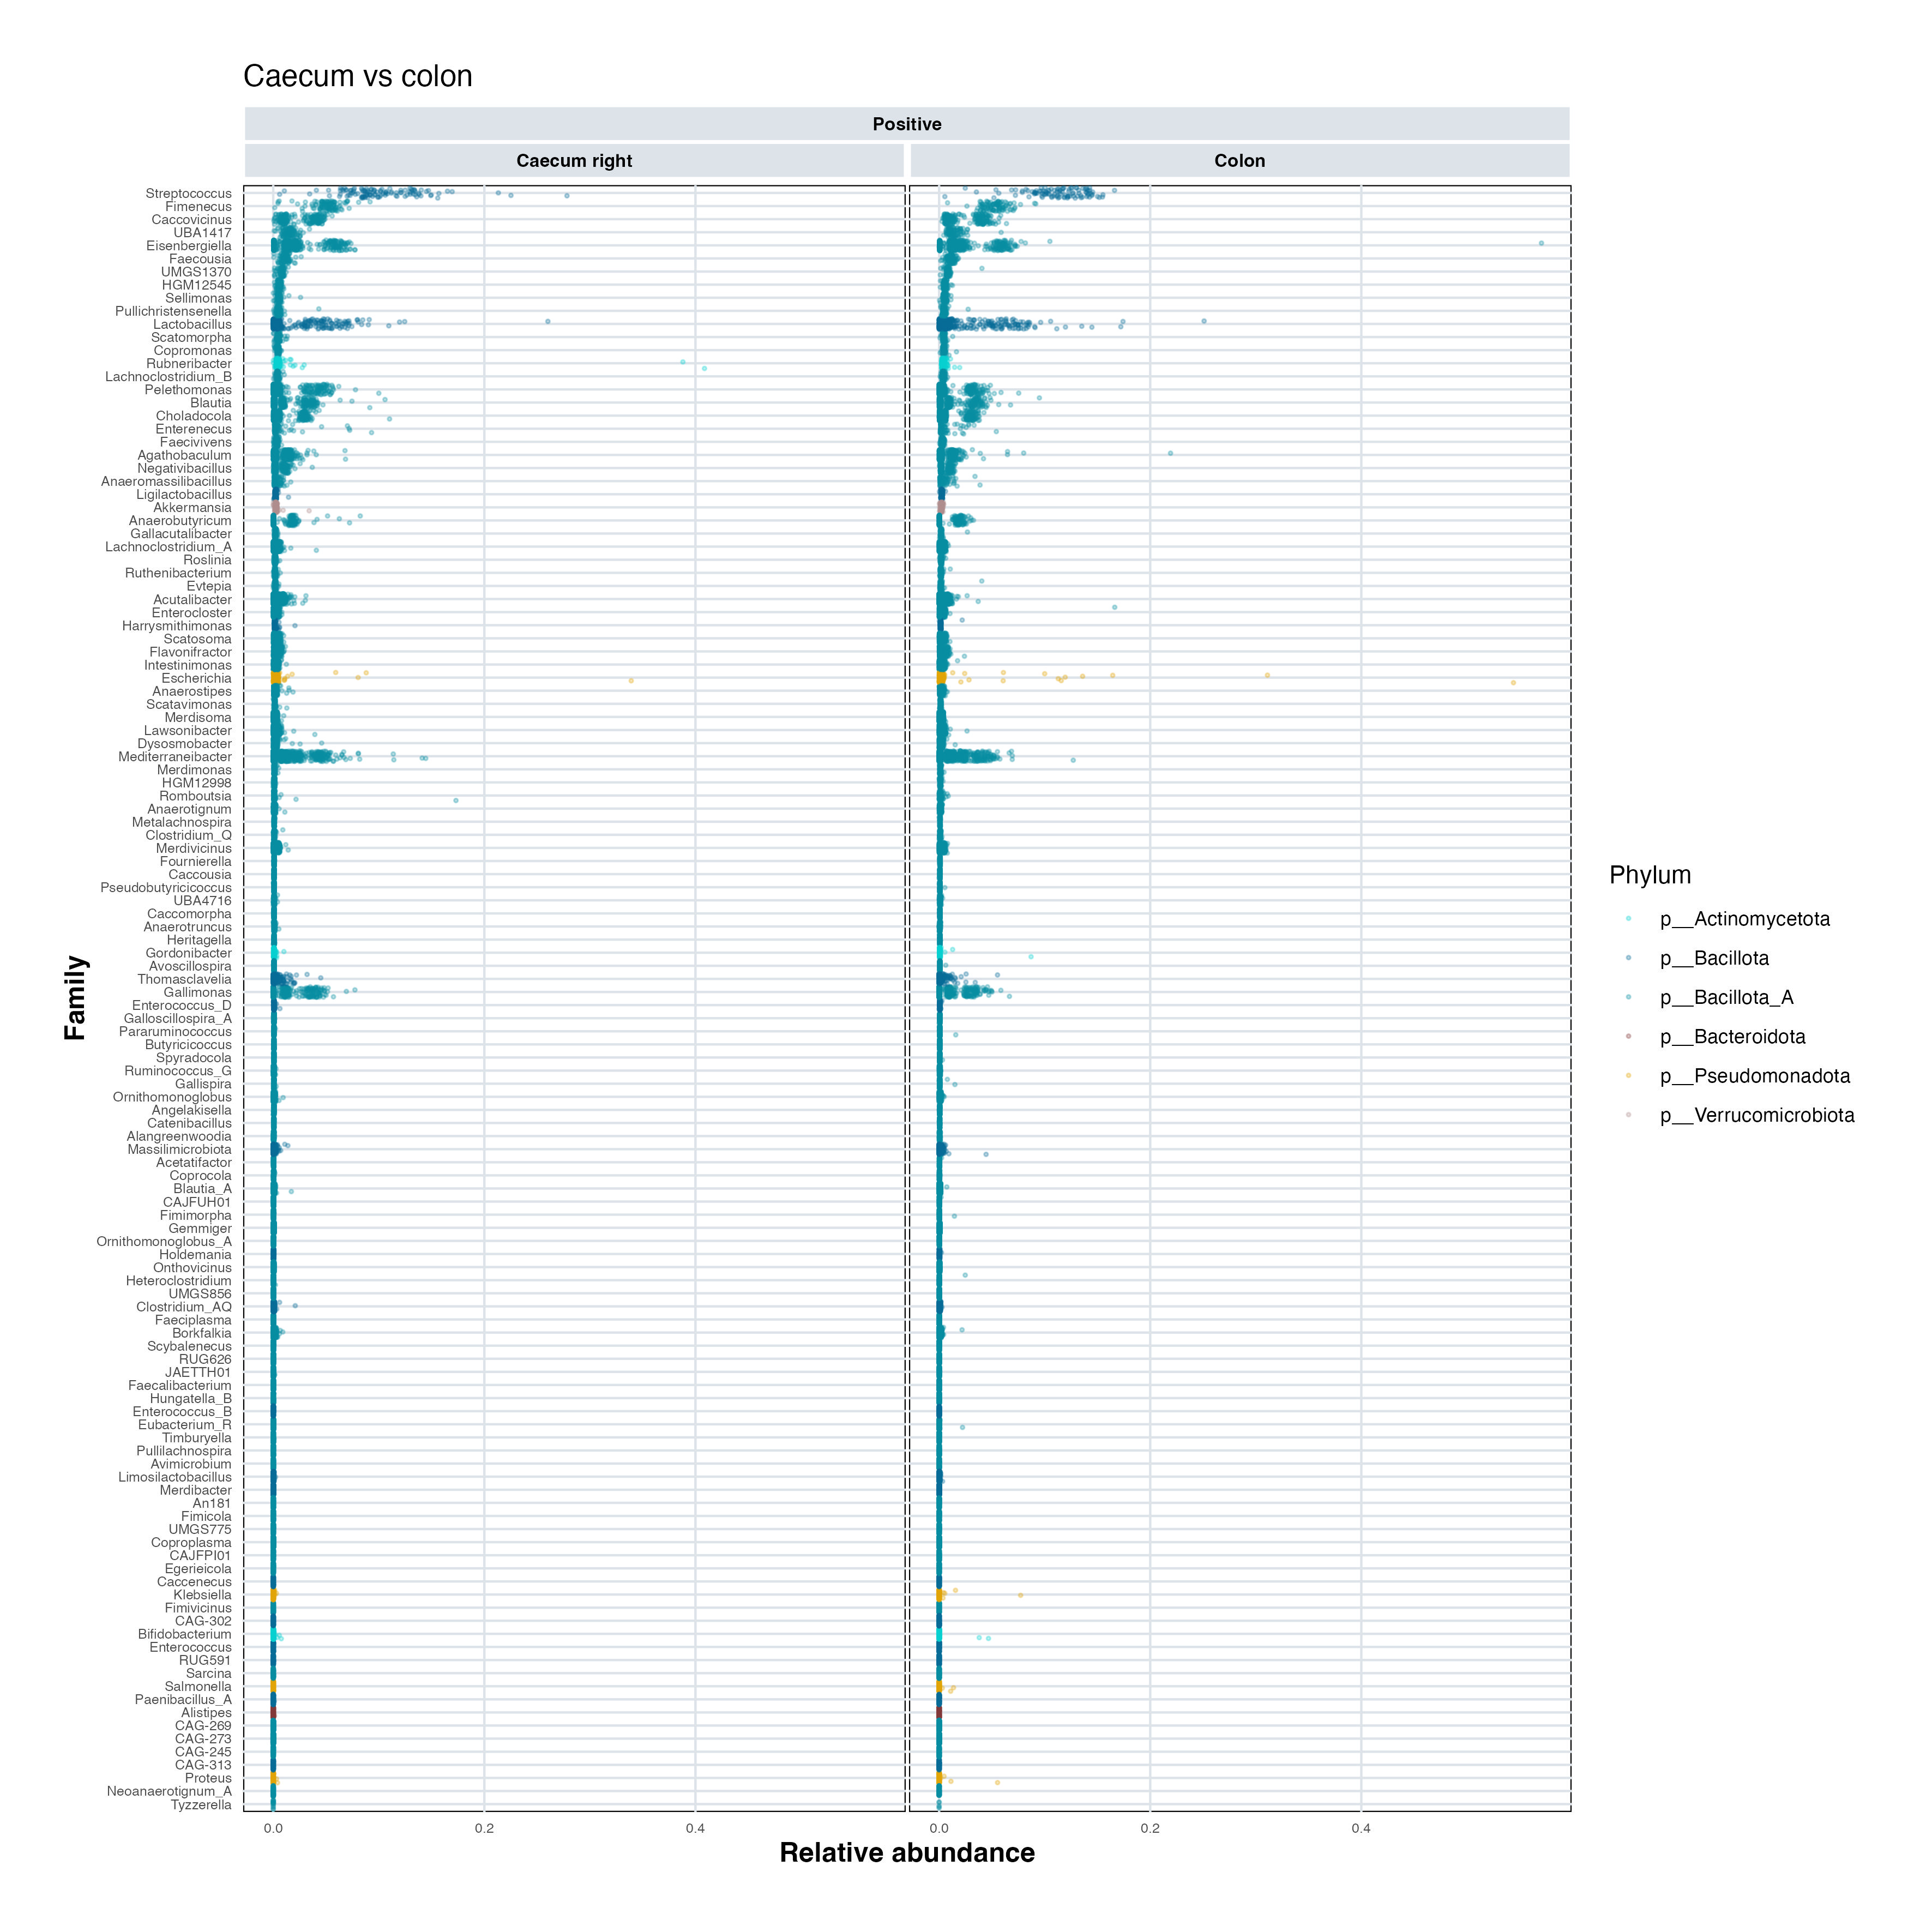 Caecum vs colon
Positive
Caecum right
Colon
Streptococcus
Fimenecus
Caccovicinus
UBA1417
Eisenbergiella
Faecousia
UMGS1370
HGM12545
Sellimonas
Pullichristensenella
Lactobacillus
Scatomorpha
Copromonas
Rubneribacter
Lachnoclostridium_B
Pelethomonas
Blautia
Choladocola
Enterenecus
Faecivivens
Agathobaculum
Negativibacillus
Anaeromassilibacillus
Ligilactobacillus
Akkermansia
Anaerobutyricum
Gallacutalibacter
Lachnoclostridium_A
Roslinia
Ruthenibacterium
Evtepia
Acutalibacter
Enterocloster
Harrysmithimonas
Scatosoma
Flavonifractor
Intestinimonas
Escherichia
Anaerostipes
Scatavimonas
Merdisoma
Lawsonibacter
Dysosmobacter
Mediterraneibacter
Merdimonas
HGM12998
Romboutsia
Anaerotignum
Metalachnospira
Clostridium_Q
Merdivicinus
Fournierella
Caccousia
Pseudobutyricicoccus
UBA4716
Caccomorpha
Anaerotruncus
Heritagella
Gordonibacter
Avoscillospira
Thomasclavelia
Gallimonas
Enterococcus_D
Galloscillospira_A
Pararuminococcus
Butyricicoccus
Spyradocola
Ruminococcus_G
Gallispira
Ornithomonoglobus
Angelakisella
Catenibacillus
Alangreenwoodia
Massilimicrobiota
Acetatifactor
Coprocola
Blautia_A
CAJFUH01
Fimimorpha
Gemmiger
Ornithomonoglobus_A
Holdemania
Onthovicinus
Heteroclostridium
UMGS856
Clostridium_AQ
Faeciplasma
Borkfalkia
Scybalenecus
RUG626
JAETTH01
Faecalibacterium
Hungatella_B
Enterococcus_B
Eubacterium_R
Timburyella
Pullilachnospira
Avimicrobium
Limosilactobacillus
Merdibacter
An181
Fimicola
UMGS775
Coproplasma
CAJFPI01
Egerieicola
Caccenecus
Klebsiella
Fimivicinus
CAG-302
Bifidobacterium
Enterococcus
RUG591
Sarcina
Salmonella
Paenibacillus_A
Alistipes
CAG-269
CAG-273
CAG-245
CAG-313
Proteus
Neoanaerotignum_A
Tyzzerella
0.0 0.2 0.4 0.0 0.2 0.4
Relative abundance
Family
Phylum
p__Actinomycetota
p__Bacillota
p__Bacillota_A
p__Bacteroidota
p__Pseudomonadota
p__Verrucomicrobiota